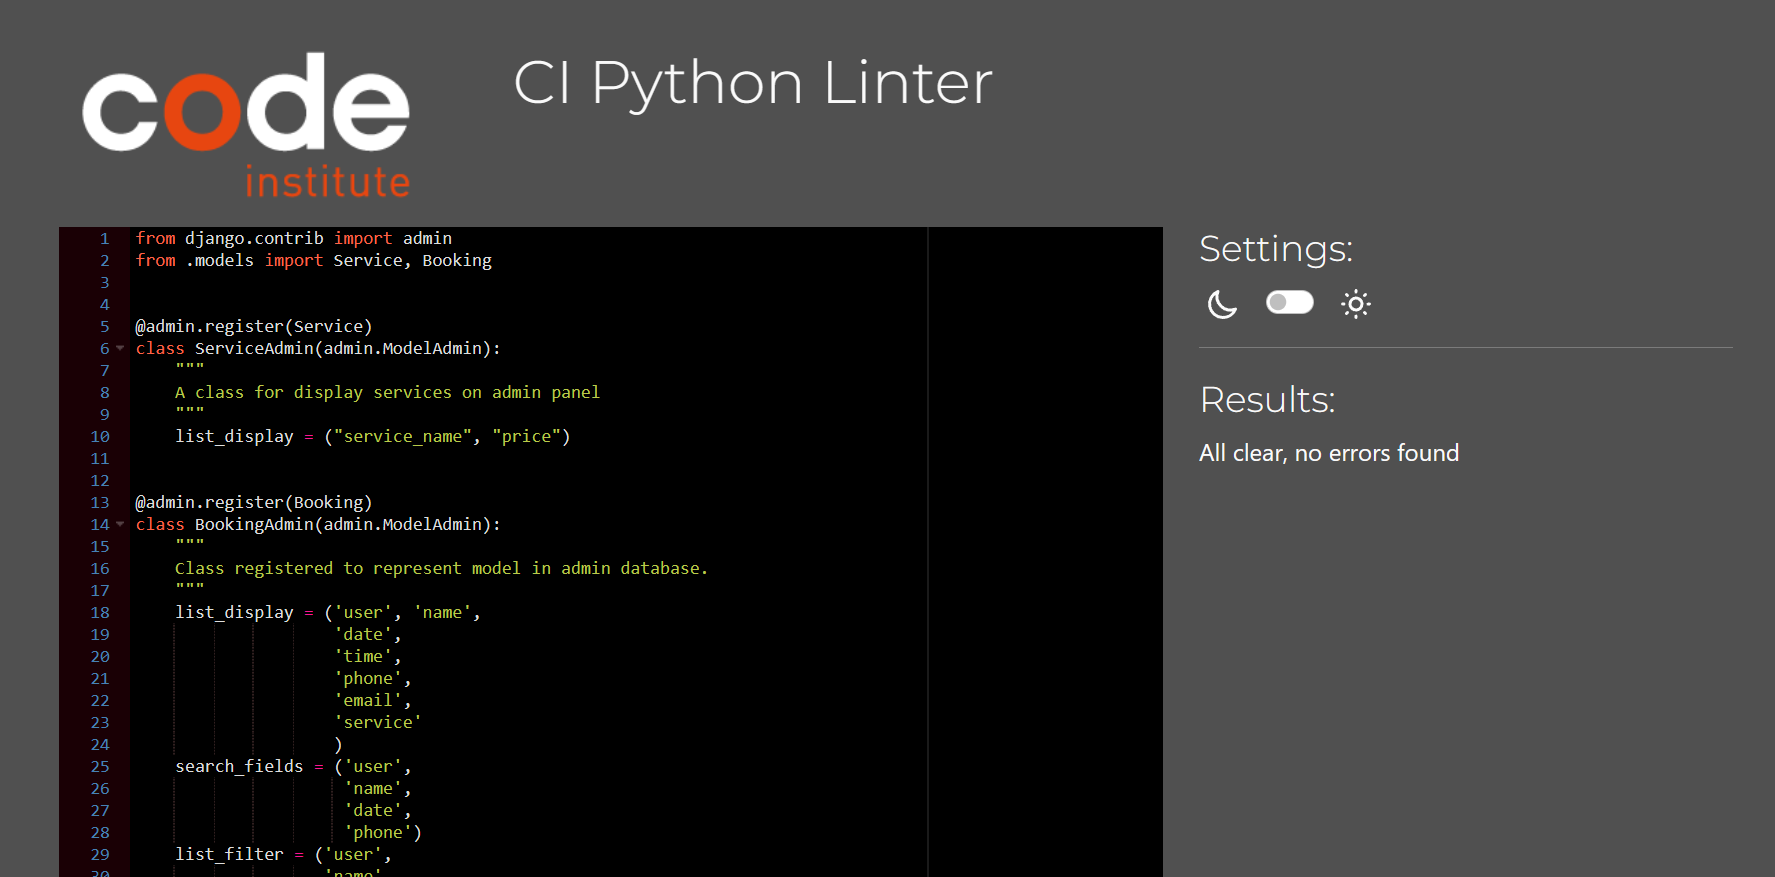 code
institute
CI Python Linter
1 from django.contrib import admin
2 from .models import Service, Booking
3
4
5 @admin.register(Service)
6 class ServiceAdmin(admin.ModelAdmin):
7     """
8     A class for display services on admin panel
9     """
10     list_display = ("service_name", "price")
11
12
13 @admin.register(Booking)
14 class BookingAdmin(admin.ModelAdmin):
15     """
16     Class registered to represent model in admin database.
17     """
18     list_display = ('user', 'name',
19                     'date',
20                     'time',
21                     'phone',
22                     'email',
23                     'service'
24                     )
25     search_fields = ('user',
26                      'name',
27                      'date',
28                      'phone')
29     list_filter = ('user',
30                    'name'
Settings:
Results:
All clear, no errors found